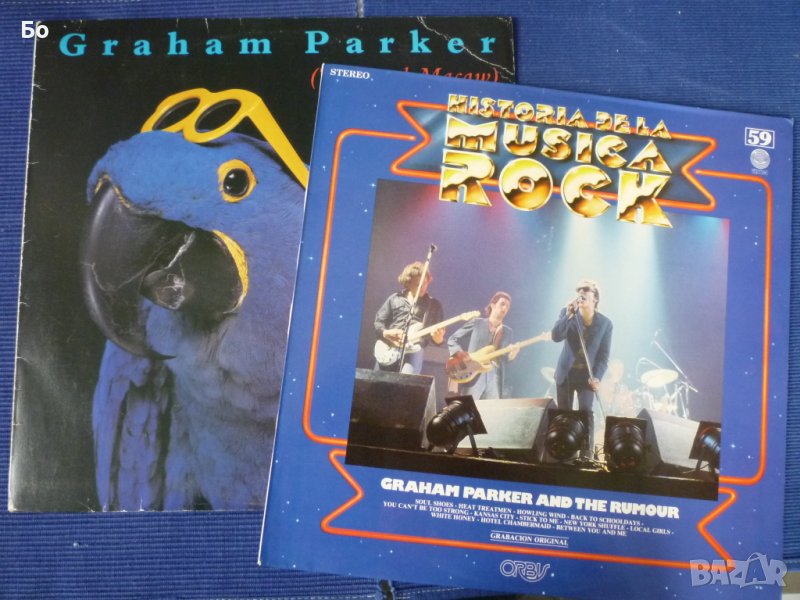 Бо
Graham Parker
STEREO
HISTORIA DE LA
MUSICA
ROCK
59
GRAHAM PARKER AND THE RUMOUR
SOUL SHOES - HEAT TREATMEN - HOWLING WIND - BACK TO SCHOOLDAYS -
YOU CAN'T BE TOO STRONG - KANSAS CITY - STICK TO ME - NEW YORK SHUFFLE - LOCAL GIRLS -
WHITE HONEY - HOTEL CHAMBERMAID - BETWEEN YOU AND ME
GRABACION ORIGINAL
ORBIS
BAZAR